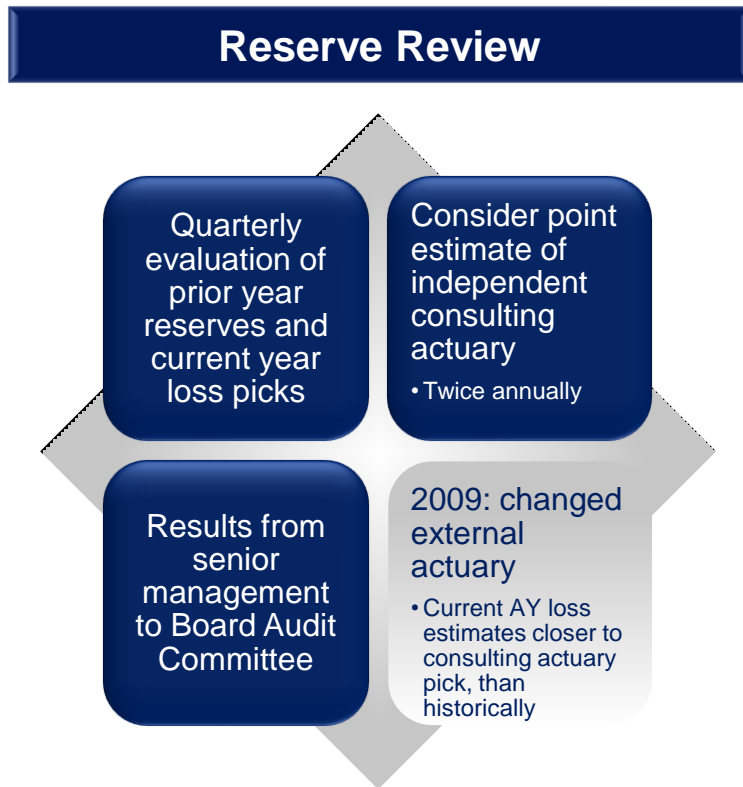 Reserve Review
Quarterly
evaluation of
prior year
reserves and
current year
loss picks
Consider point
estimate of
independent
consulting
actuary
• Twice annually
Results from
senior
management
to Board Audit
Committee
2009: changed
external
actuary
• Current AY loss
estimates closer to
consulting actuary
pick, than
historically